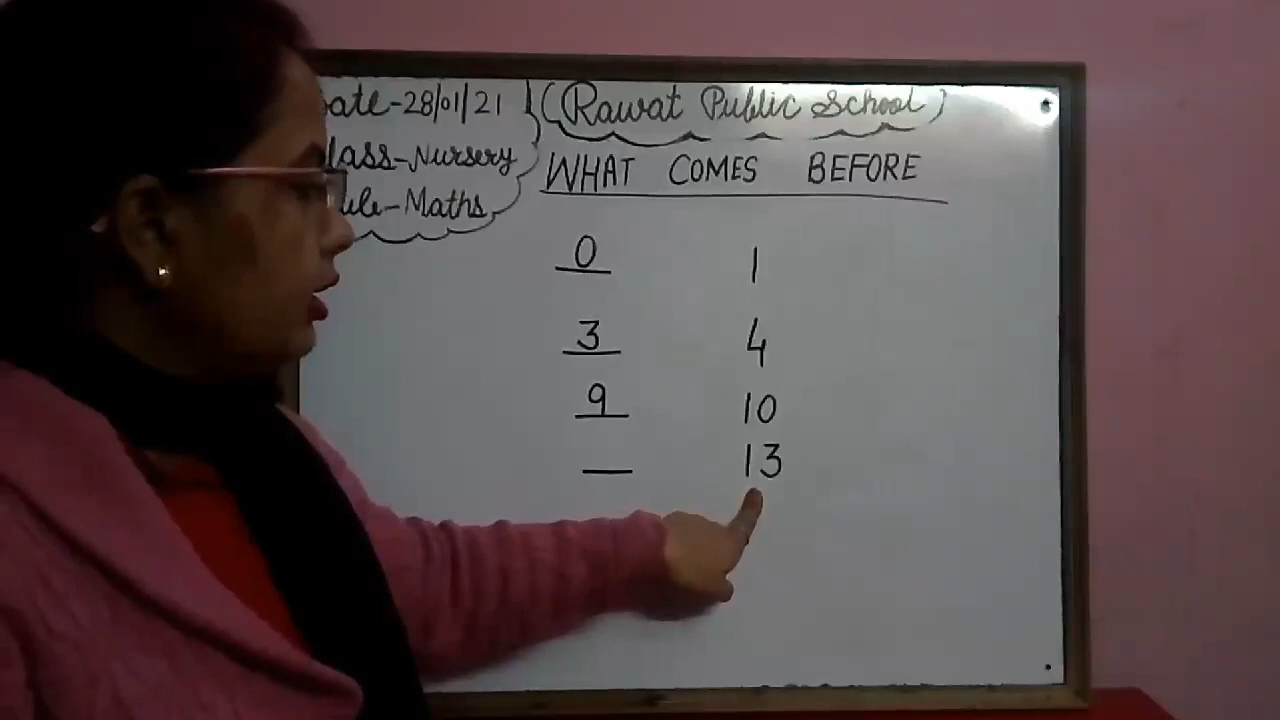 ate-28/01/21
(Rawat Public School)
lass-Nursery
-Maths
WHAT COMES BEFORE
0 1
3 4
9 10
__ 13